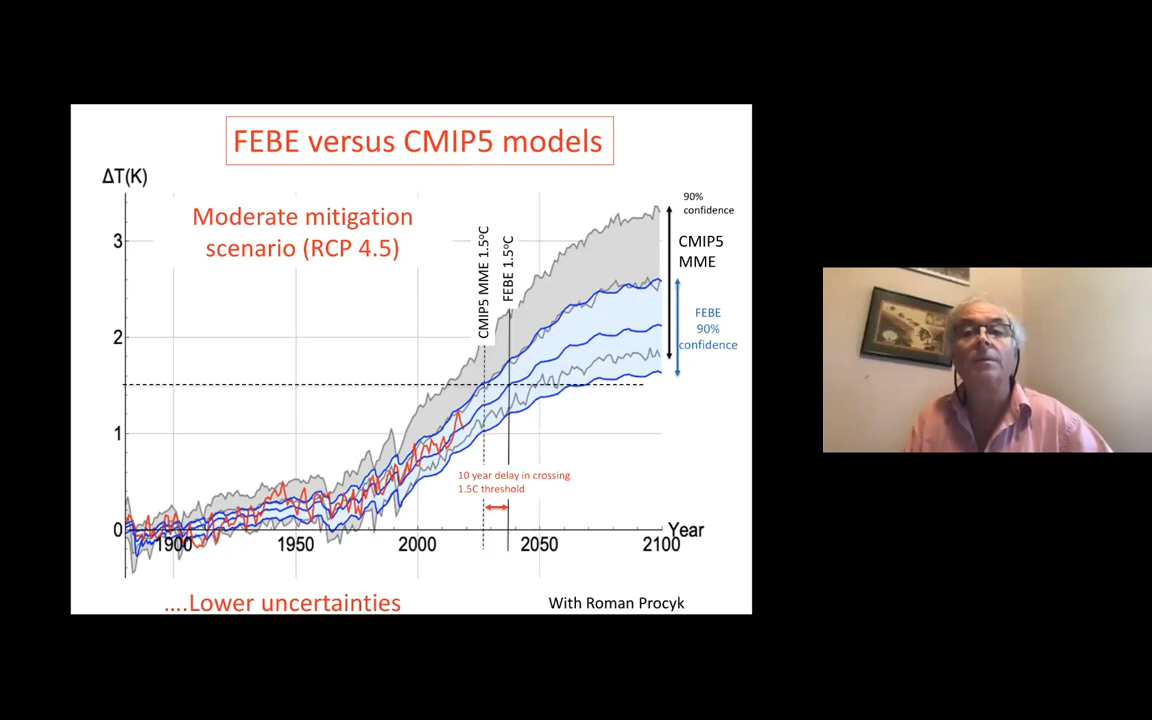 FEBE versus CMIP5 models
ΔT(K)
Moderate mitigation
scenario (RCP 4.5)
90%
confidence
CMIP5
MME
FEBE
90%
confidence
CMIP5 MME 1.5ºC
FEBE 1.5ºC
3
2
1
0
10 year delay in crossing
1.5C threshold
1900
1950
2000
2050
2100
Year
....Lower uncertainties
With Roman Procyk